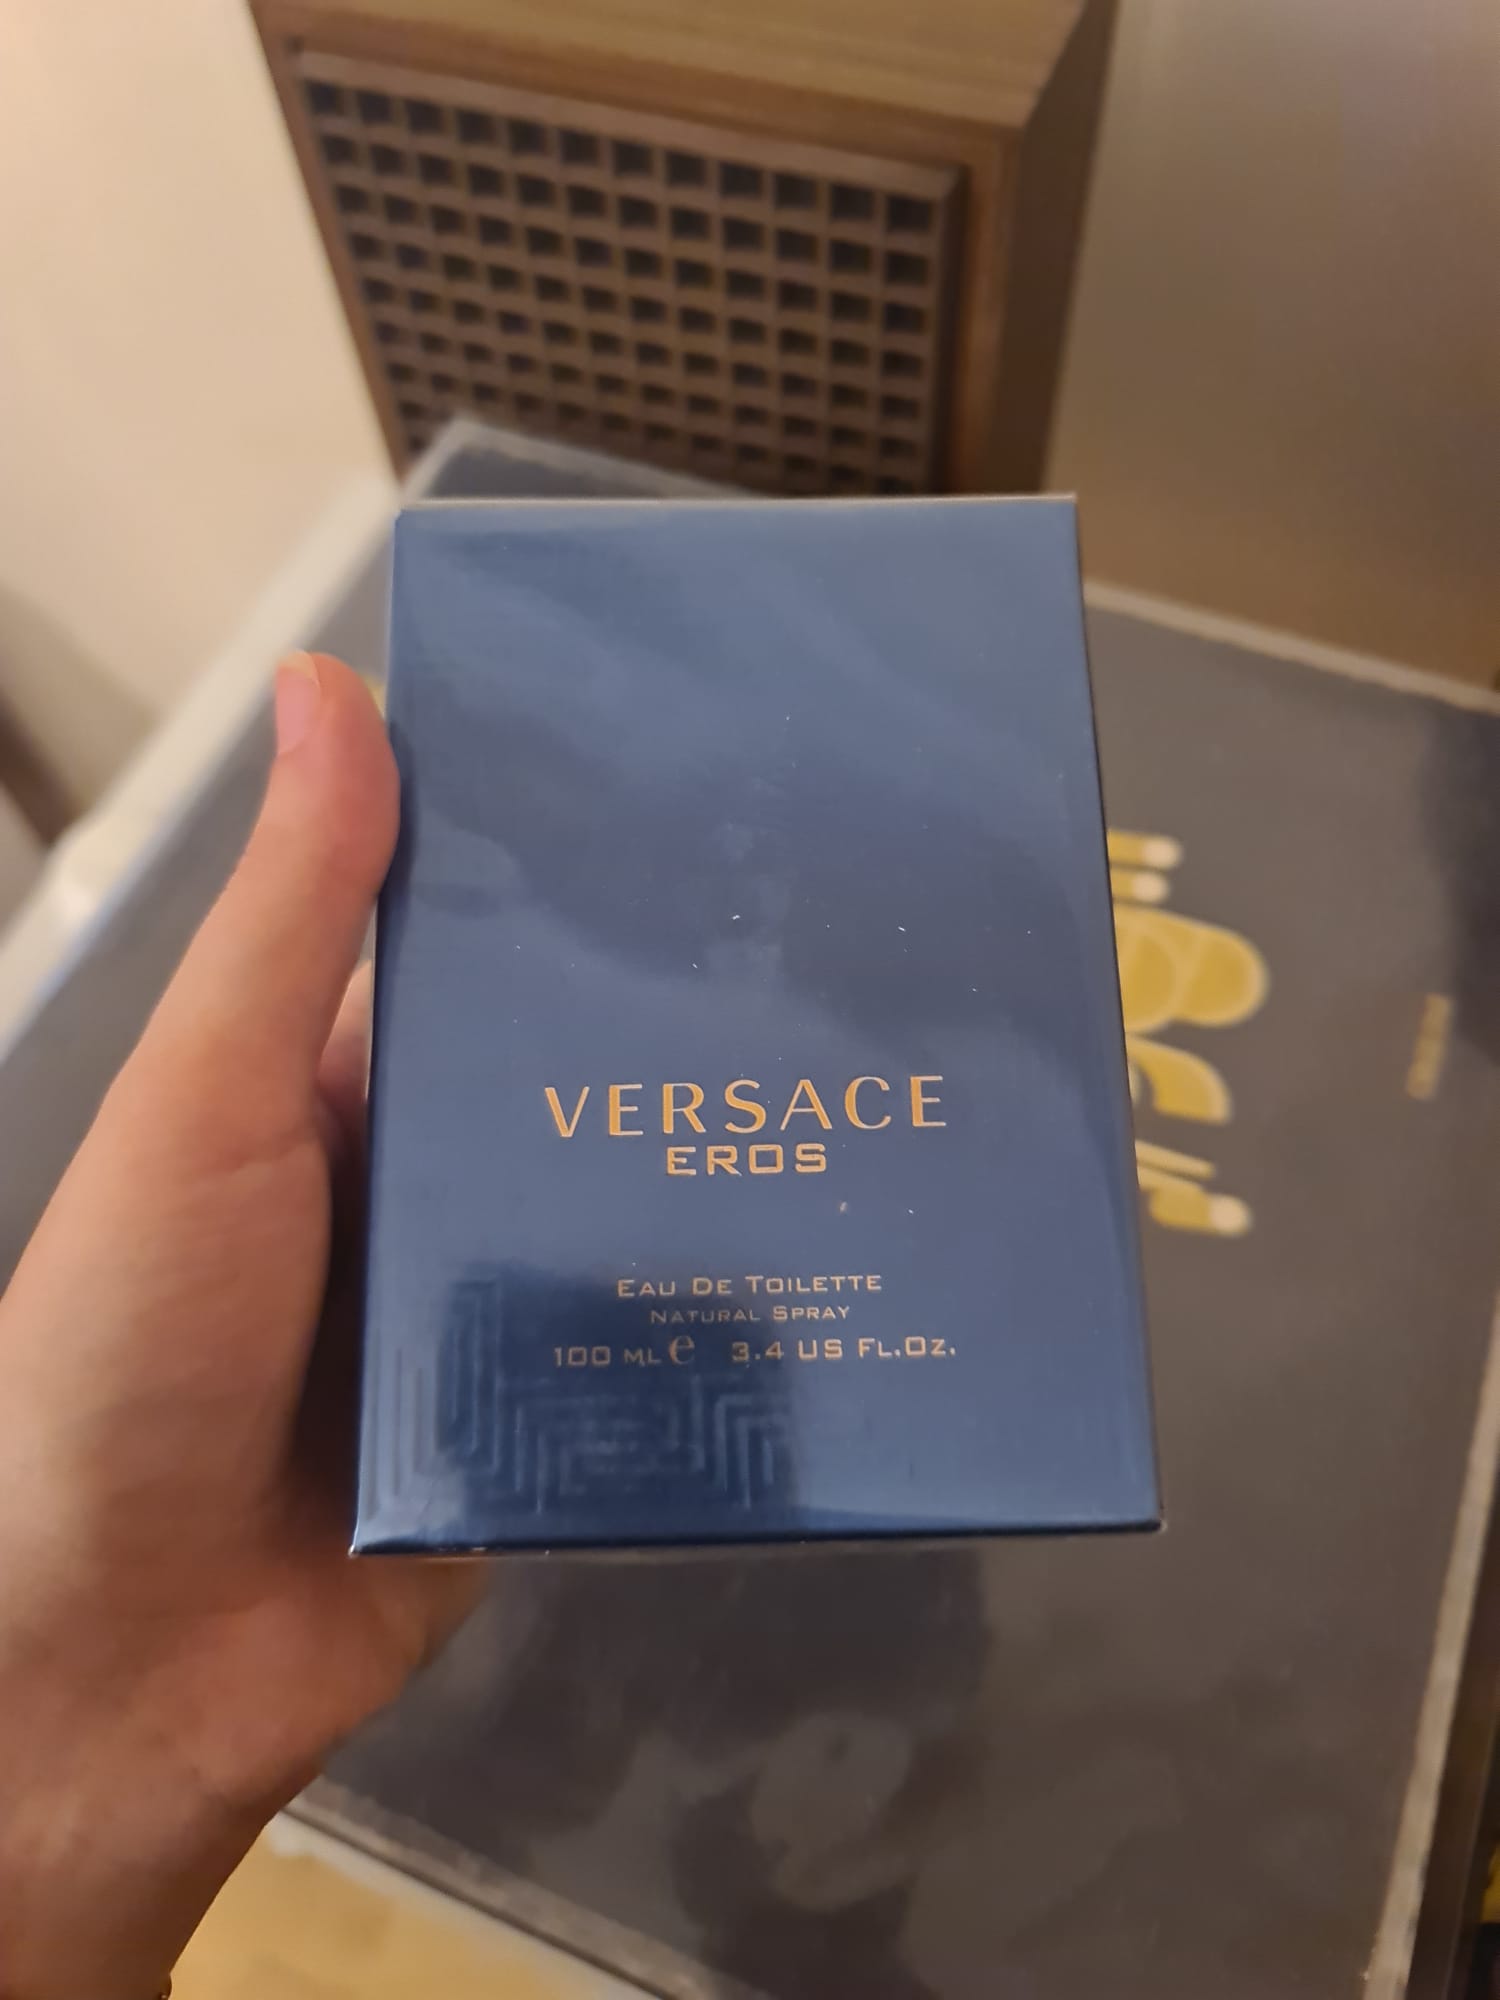 VERSACE
EROS
EAU DE TOILETTE
NATURAL SPRAY
100 ML e 3.4 US FL.OZ.